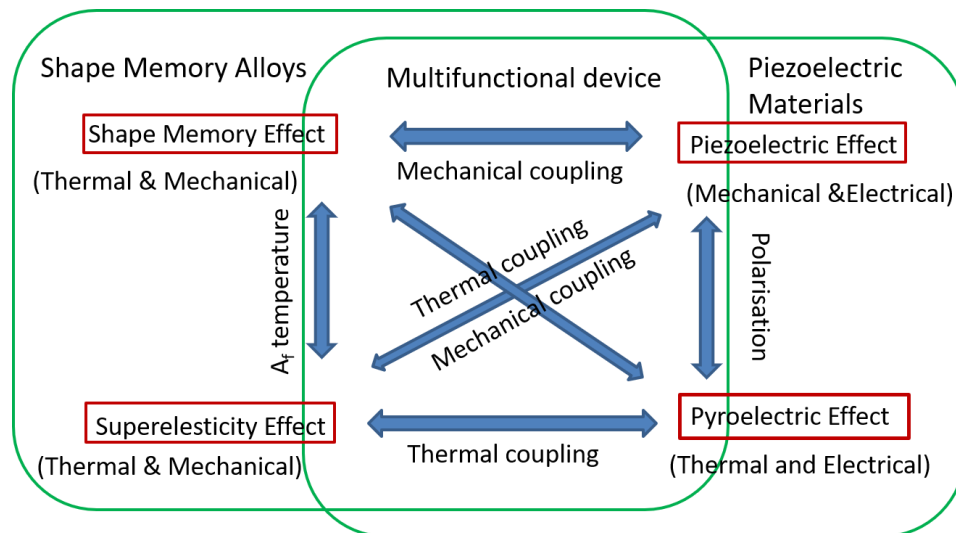 Shape Memory Alloys
Multifunctional device
Piezoelectric
Materials
Shape Memory Effect
Piezoelectric Effect
(Thermal & Mechanical)
Mechanical coupling
(Mechanical &Electrical)
A_f temperature
Thermal coupling
Mechanical coupling
Polarisation
Superelesticity Effect
Pyroelectric Effect
(Thermal & Mechanical)
Thermal coupling
(Thermal and Electrical)